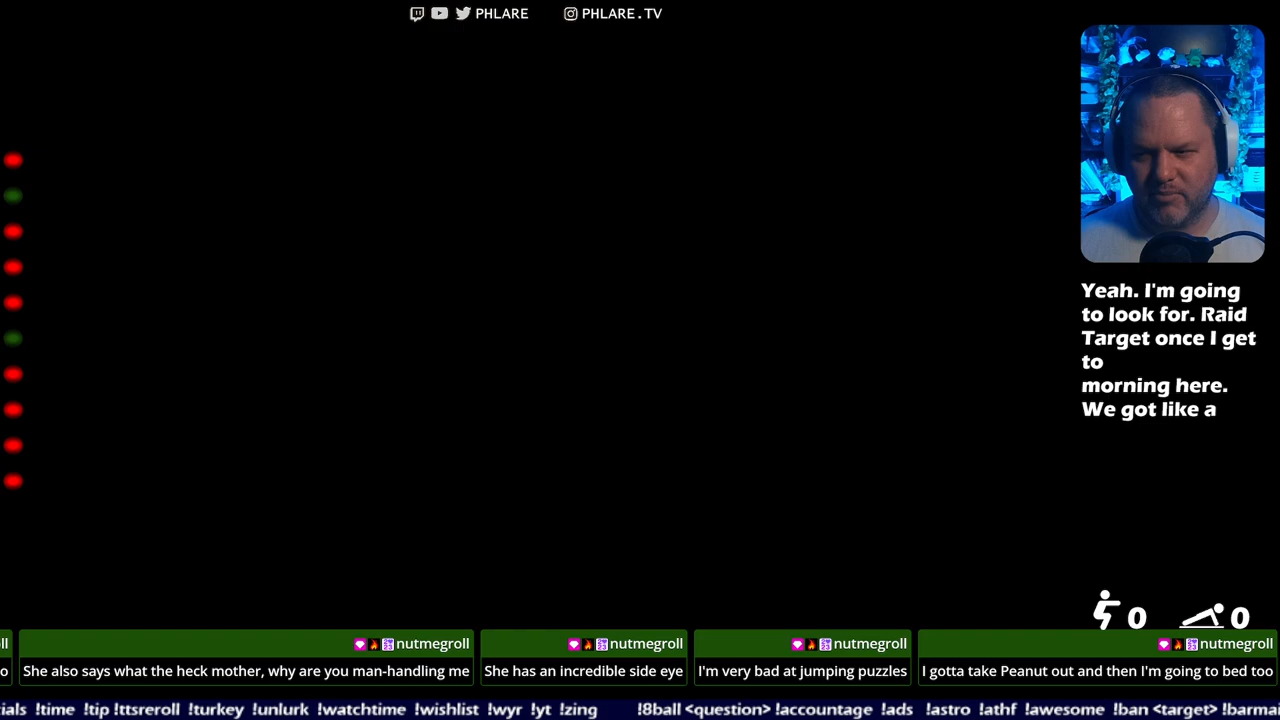 PHLARE PHLARE.TV
Yeah. I'm going
to look for. Raid
Target once I get
to
morning here.
We got like a
0 0
ll nutmegroll nutmegroll nutmegroll nutmegroll
o She also says what the heck mother, why are you man-handling me She has an incredible side eye I'm very bad at jumping puzzles I gotta take Peanut out and then I'm going to bed too
ials !time !tip !ttsreroll !turkey !unlurk !watchtime !wishlist !wyr !yt !zing !8ball <question> !accountage !ads !astro !athf !awesome !ban <target> !barma